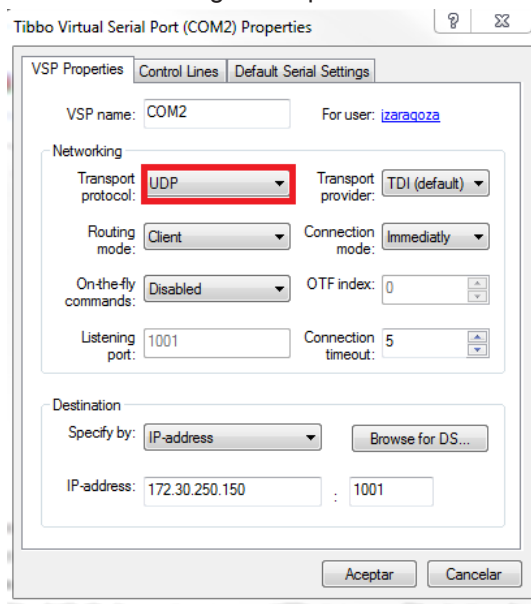 Tibbo Virtual Serial Port (COM2) Properties
VSP Properties Control Lines Default Serial Settings
VSP name: COM2 For user: izaragoza
Networking
Transport protocol: UDP Transport provider: TDI (default)
Routing mode: Client Connection mode: Immediatly
On-the-fly commands: Disabled OTF index: 0
Listening port: 1001 Connection timeout: 5
Destination
Specify by: IP-address Browse for DS...
IP-address: 172.30.250.150 : 1001
Aceptar Cancelar